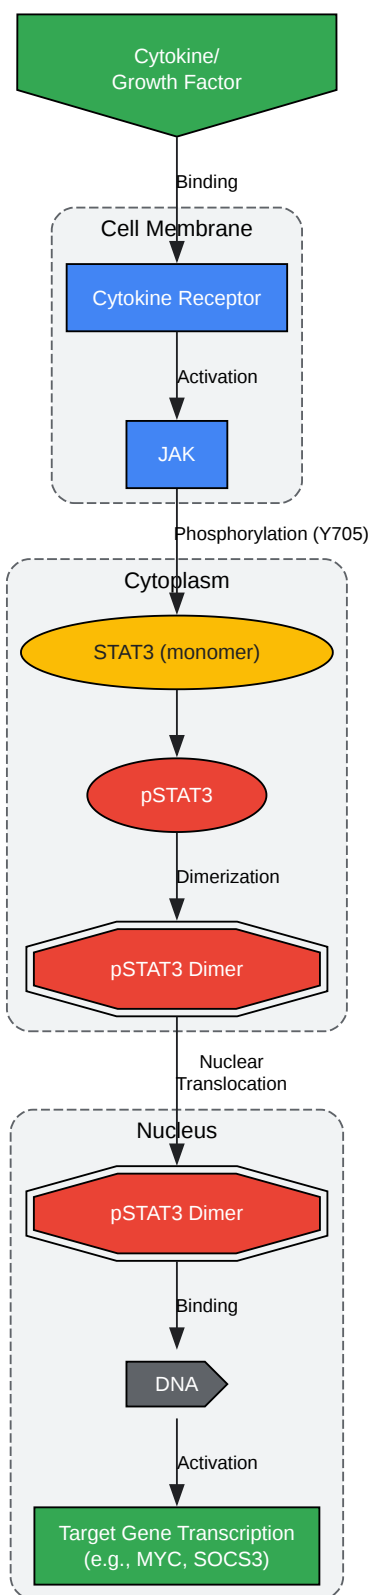 Cytokine/
Growth Factor
Binding
Cell Membrane
Cytokine Receptor
Activation
JAK
Phosphorylation (Y705)
Cytoplasm
STAT3 (monomer)
pSTAT3
Dimerization
pSTAT3 Dimer
Nuclear
Translocation
Nucleus
pSTAT3 Dimer
Binding
DNA
Activation
Target Gene Transcription
(e.g., MYC, SOCS3)